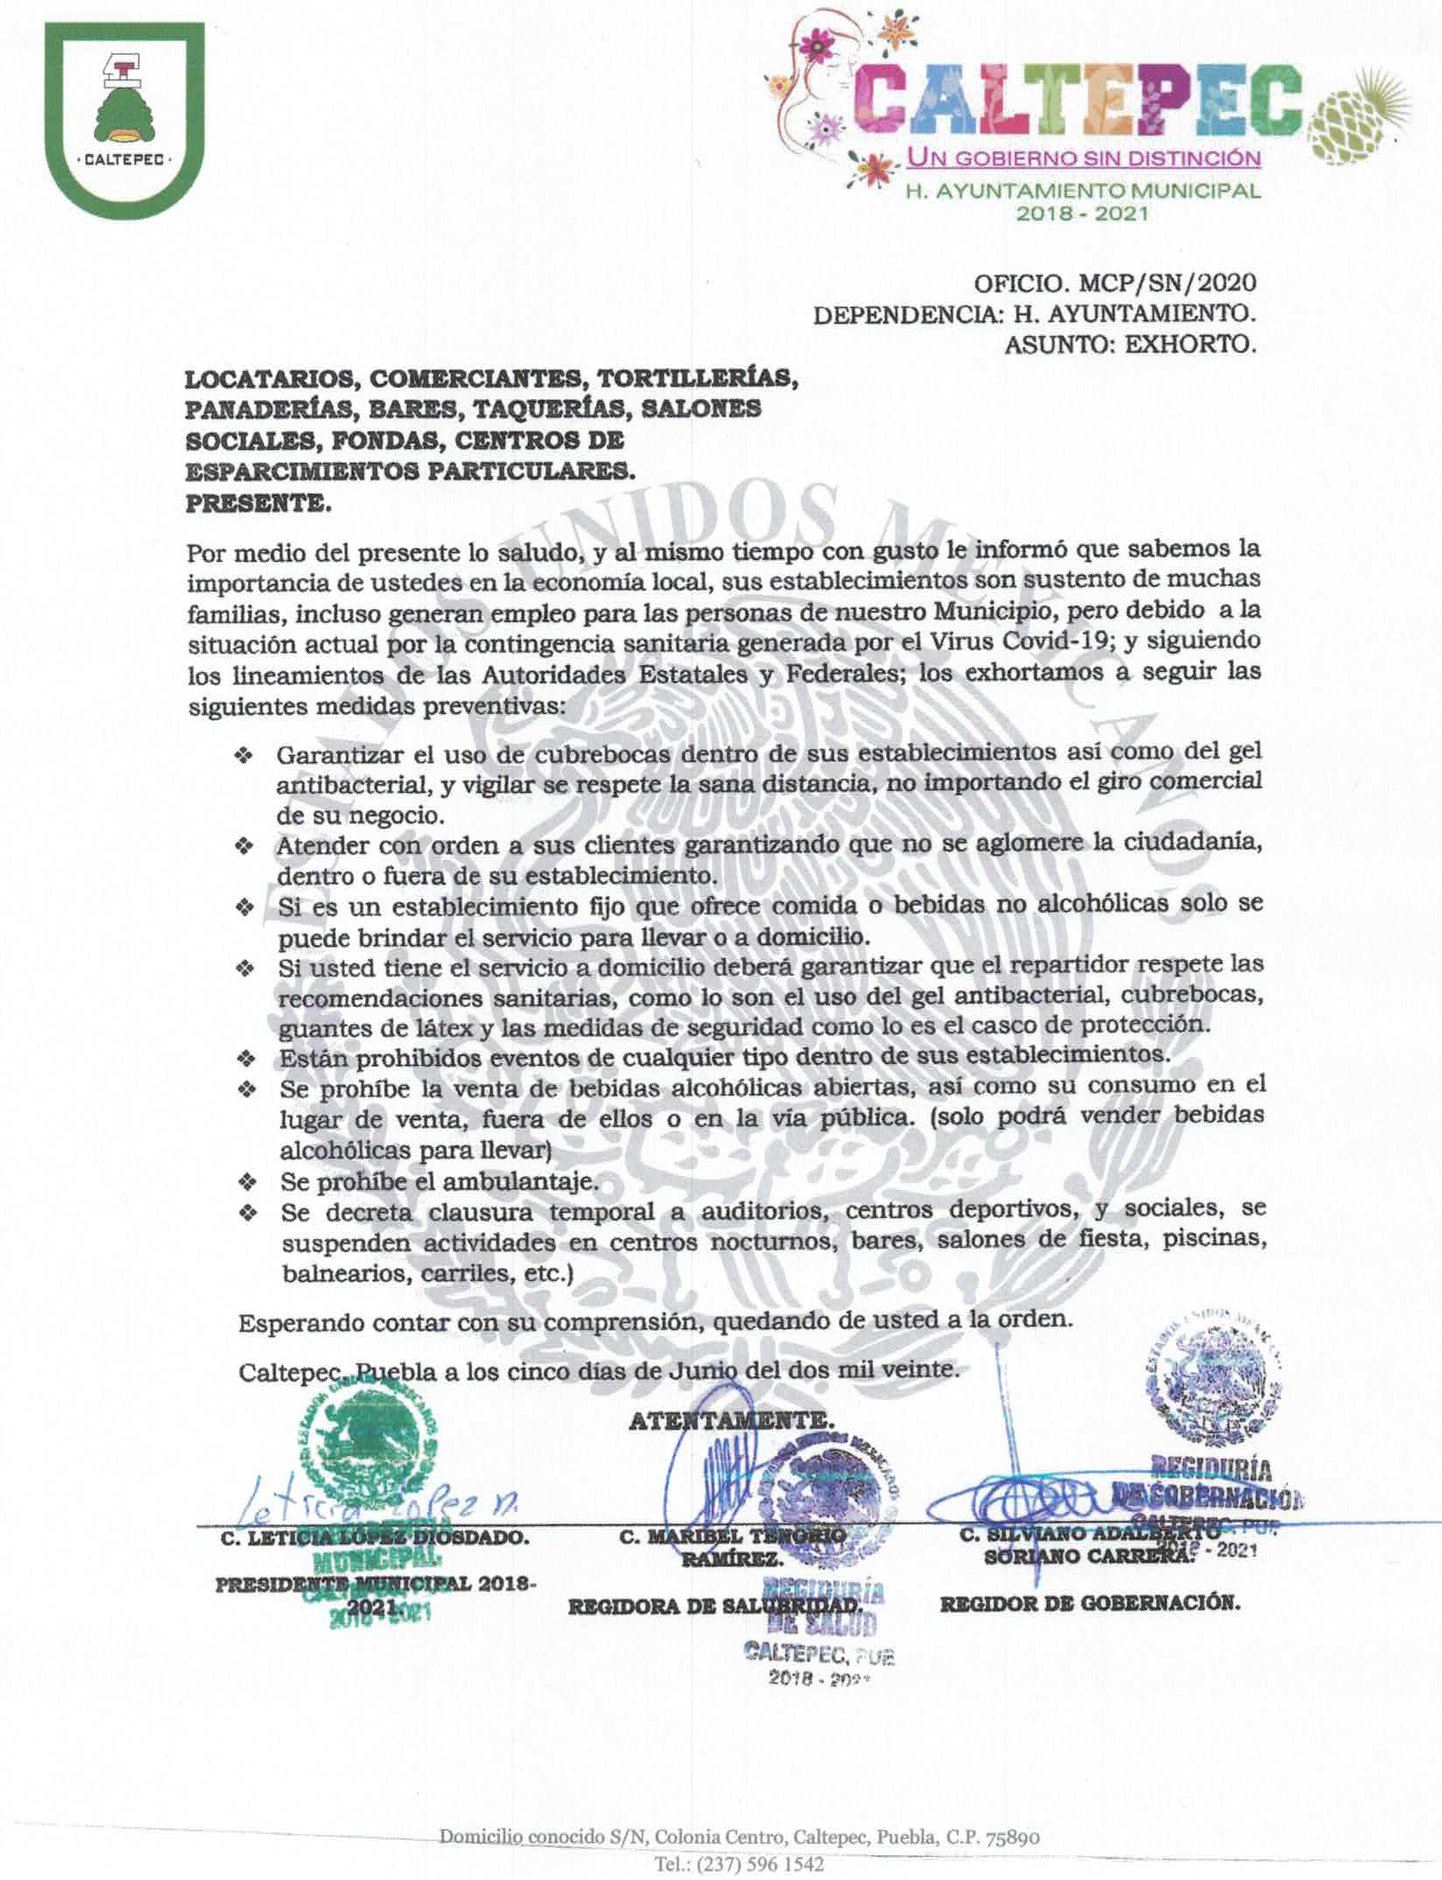 · CALTEPEC ·
CALTEPEC
UN GOBIERNO SIN DISTINCIÓN
H. AYUNTAMIENTO MUNICIPAL
2018 - 2021
OFICIO. MCP/SN/2020
DEPENDENCIA: H. AYUNTAMIENTO.
ASUNTO: EXHORTO.
LOCATARIOS, COMERCIANTES, TORTILLERÍAS,
PANADERÍAS, BARES, TAQUERÍAS, SALONES
SOCIALES, FONDAS, CENTROS DE
ESPARCIMIENTOS PARTICULARES.
PRESENTE.
ESTADOS UNIDOS MEXICANOS
Por medio del presente lo saludo, y al mismo tiempo con gusto le informó que sabemos la
importancia de ustedes en la economía local, sus establecimientos son sustento de muchas
familias, incluso generan empleo para las personas de nuestro Municipio, pero debido a la
situación actual por la contingencia sanitaria generada por el Virus Covid-19; y siguiendo
los lineamientos de las Autoridades Estatales y Federales; los exhortamos a seguir las
siguientes medidas preventivas:
❖ Garantizar el uso de cubrebocas dentro de sus establecimientos así como del gel
antibacterial, y vigilar se respete la sana distancia, no importando el giro comercial
de su negocio.
❖ Atender con orden a sus clientes garantizando que no se aglomere la ciudadanía,
dentro o fuera de su establecimiento.
❖ Si es un establecimiento fijo que ofrece comida o bebidas no alcohólicas solo se
puede brindar el servicio para llevar o a domicilio.
❖ Si usted tiene el servicio a domicilio deberá garantizar que el repartidor respete las
recomendaciones sanitarias, como lo son el uso del gel antibacterial, cubrebocas,
guantes de látex y las medidas de seguridad como lo es el casco de protección.
❖ Están prohibidos eventos de cualquier tipo dentro de sus establecimientos.
❖ Se prohíbe la venta de bebidas alcohólicas abiertas, así como su consumo en el
lugar de venta, fuera de ellos o en la vía pública. (solo podrá vender bebidas
alcohólicas para llevar)
❖ Se prohíbe el ambulantaje.
❖ Se decreta clausura temporal a auditorios, centros deportivos, y sociales, se
suspenden actividades en centros nocturnos, bares, salones de fiesta, piscinas,
balnearios, carriles, etc.)
Esperando contar con su comprensión, quedando de usted a la orden.
Caltepec, Puebla a los cinco días de Junio del dos mil veinte.
ATENTAMENTE.
Leticia López D.
C. LETICIA LÓPEZ DIOSDADO.
PRESIDENTE MUNICIPAL 2018-
2021.
MUNICIPAL
2018 - 2021
C. MARIBEL TENORIO
RAMÍREZ.
REGIDORA DE SALUBRIDAD.
REGIDURÍA
DE SALUD
CALTEPEC, PUE
2018 - 2021
C. SILVIANO ADALBERTO
SORIANO CARRERA.
REGIDOR DE GOBERNACIÓN.
REGIDURÍA
DE GOBERNACIÓN
CALTEPEC, PUE.
2018 - 2021
Domicilio conocido S/N, Colonia Centro, Caltepec, Puebla, C.P. 75890
Tel.: (237) 596 1542